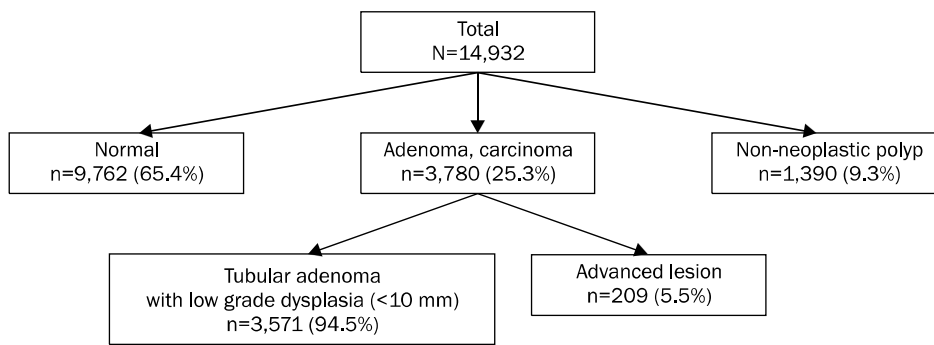 Total
N=14,932
Normal
n=9,762 (65.4%)
Adenoma, carcinoma
n=3,780 (25.3%)
Non-neoplastic polyp
n=1,390 (9.3%)
Tubular adenoma
with low grade dysplasia (<10 mm)
n=3,571 (94.5%)
Advanced lesion
n=209 (5.5%)